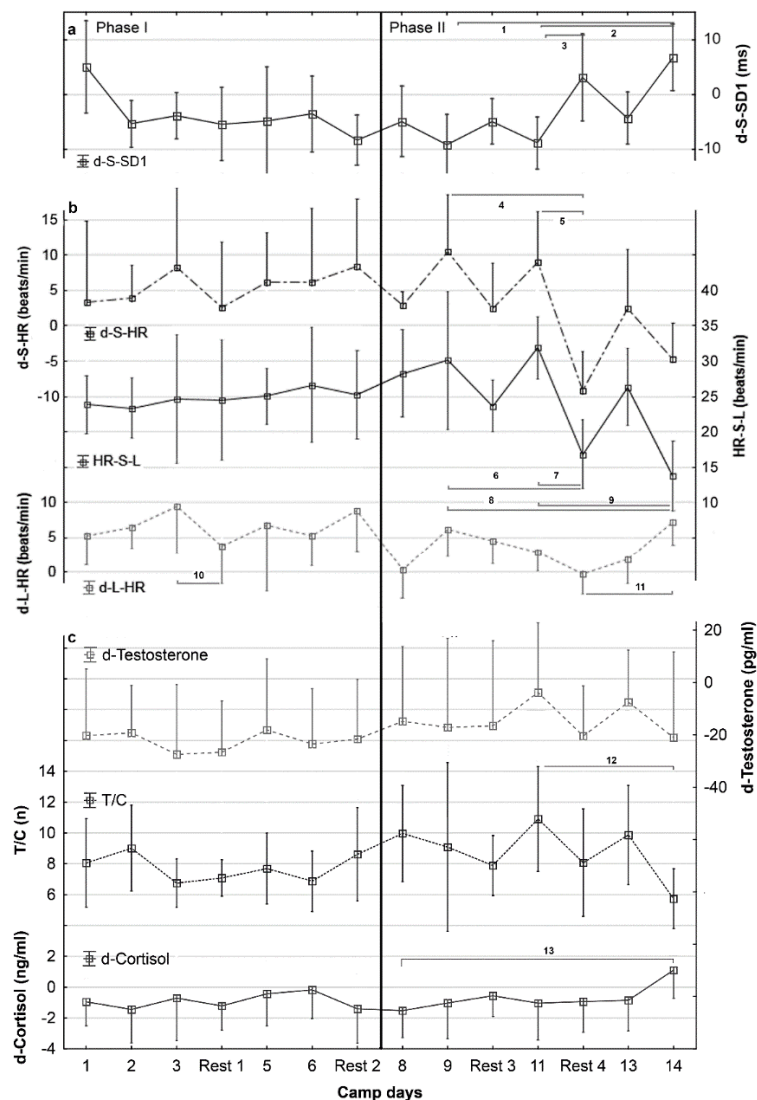 a Phase I Phase II
1 2
3
10
0
-10
d-S-SD1 (ms)
d-S-SD1
b
15
10
5
0
-5
-10
d-S-HR (beats/min)
4
5
40
35
30
25
20
15
10
HR-S-L (beats/min)
d-S-HR
HR-S-L
6 7
8 9
10
5
0
d-L-HR (beats/min)
10
11
d-L-HR
c
d-Testosterone
20
0
-20
-40
d-Testosterone (pg/ml)
12
14
12
10
8
6
T/C (n)
T/C
d-Cortisol
13
2
0
-2
-4
d-Cortisol (ng/ml)
1 2 3 Rest 1 5 6 Rest 2 8 9 Rest 3 11 Rest 4 13 14
Camp days